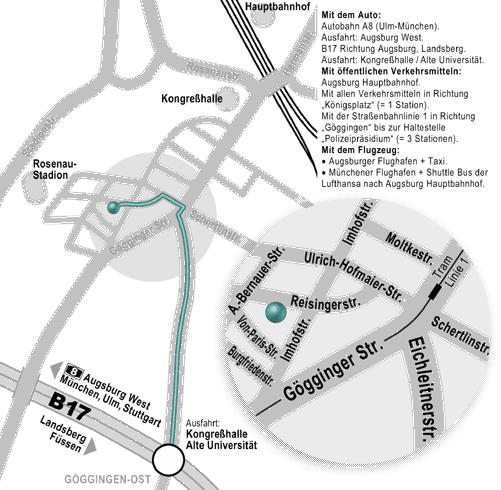 Hauptbahnhof
Mit dem Auto:
Autobahn A8 (Ulm-München).
Ausfahrt: Augsburg West.
B17 Richtung Augsburg, Landsberg.
Ausfahrt: Kongreßhalle / Alte Universität.
Mit öffentlichen Verkehrsmitteln:
Augsburg Hauptbahnhof.
Mit allen Verkehrsmitteln in Richtung
„Königsplatz“ (= 1 Station).
Mit der Straßenbahnlinie 1 in Richtung
„Göggingen“ bis zur Haltestelle
„Polizeipräsidium“ (= 3 Stationen).
Mit dem Flugzeug:
• Augsburger Flughafen + Taxi.
• Münchener Flughafen + Shuttle Bus der
Lufthansa nach Augsburg Hauptbahnhof.
Kongreßhalle
Rosenau-
Stadion
Gögginger Str.
Imhofstr.
Moltkestr.
Tram
Linie 1
Ulrich-Hofmaier-Str.
A.-Bernauer-Str.
Reisingerstr.
Von-Paris-Str.
Imhofstr.
Burgfriedenstr.
Schertlinstr.
Gögginger Str.
Eichleitnerstr.
8 Augsburg West
München, Ulm, Stuttgart
B17
Landsberg
Füssen
Ausfahrt:
Kongreßhalle
Alte Universität
GÖGGINGEN-OST